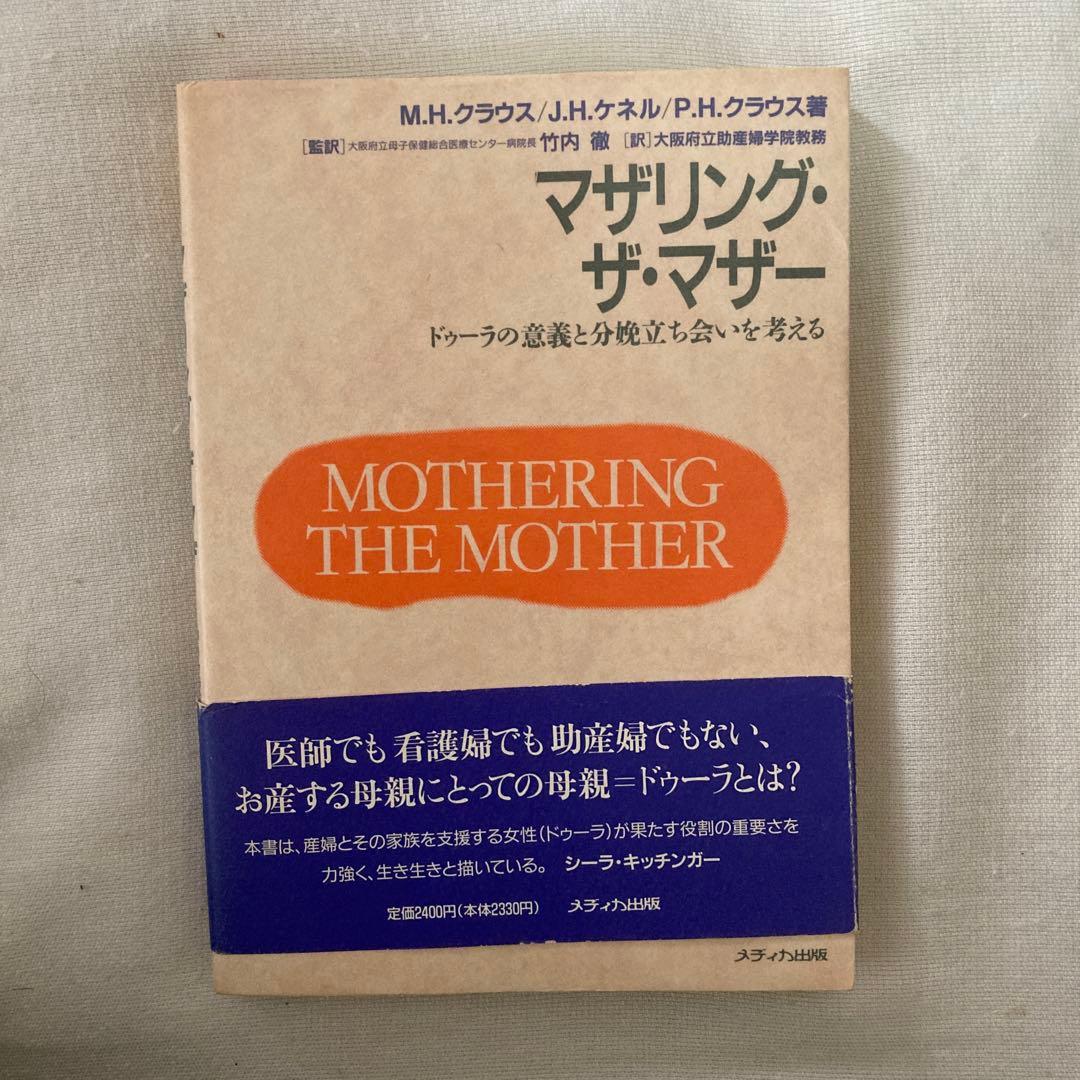 M.H.クラウス/J.H.ケネル/P.H.クラウス著
[監訳]大阪府立母子保健総合医療センター病院長 竹内 徹 [訳]大阪府立助産婦学院教務
マザリング・
ザ・マザー
ドゥーラの意義と分娩立ち会いを考える
MOTHERING
THE MOTHER
医師でも看護婦でも助産婦でもない、
お産する母親にとっての母親=ドゥーラとは?
本書は、産婦とその家族を支援する女性(ドゥーラ)が果たす役割の重要さを
力強く、生き生きと描いている。 シーラ・キッチンガー
定価2400円(本体2330円) メディカ出版
メディカ出版